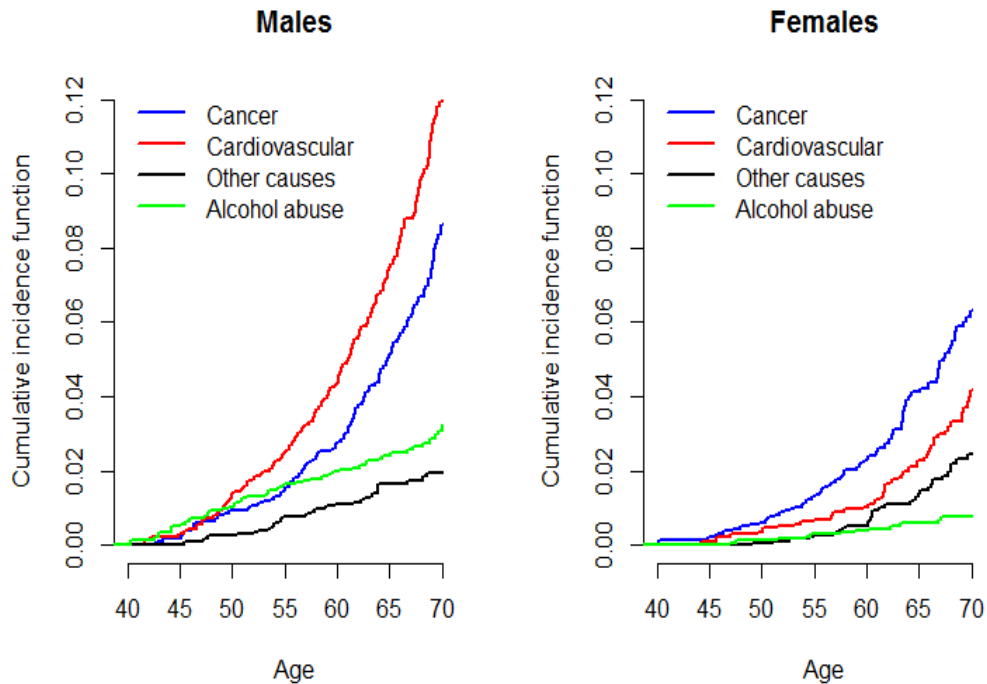 Males
Cumulative incidence function
0.00 0.02 0.04 0.06 0.08 0.10 0.12
Cancer
Cardiovascular
Other causes
Alcohol abuse
40 45 50 55 60 65 70
Age
Females
Cumulative incidence function
0.00 0.02 0.04 0.06 0.08 0.10 0.12
Cancer
Cardiovascular
Other causes
Alcohol abuse
40 45 50 55 60 65 70
Age